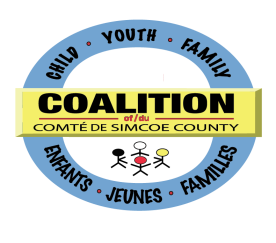 CHILD • YOUTH • FAMILY
COALITION
of/du
COMTÉ DE SIMCOE COUNTY
ENFANTS • JEUNES • FAMILLES